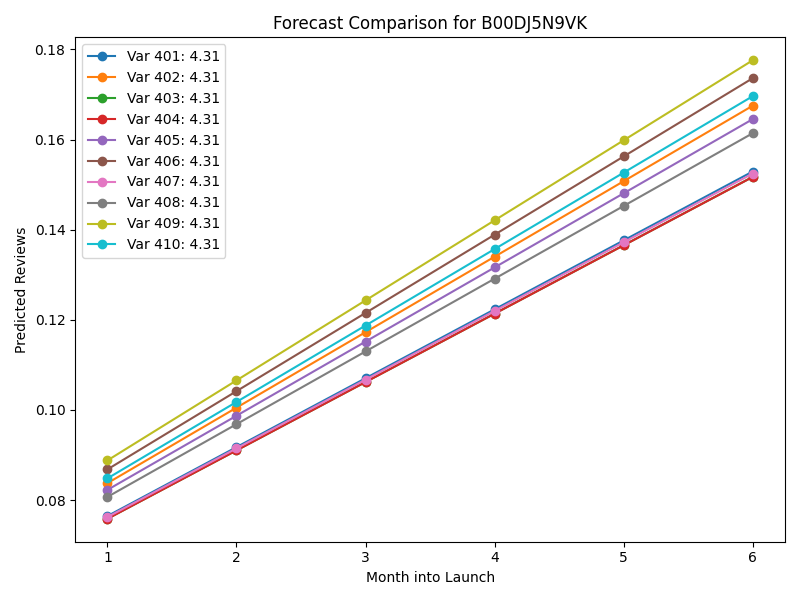 Forecast Comparison for B00DJ5N9VK
0.18
0.16
0.14
0.12
0.10
0.08
Predicted Reviews
Var 401: 4.31
Var 402: 4.31
Var 403: 4.31
Var 404: 4.31
Var 405: 4.31
Var 406: 4.31
Var 407: 4.31
Var 408: 4.31
Var 409: 4.31
Var 410: 4.31
1 2 3 4 5 6
Month into Launch